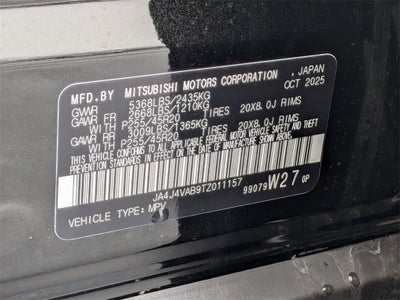 MFD.BY MITSUBISHI MOTORS CORPORATION , JAPAN
GVWR 5368LBS/2435KG OCT 2025
GAWR FR 2668LBS/1210KG
WITH P255/45R20 TIRES 20X8.0J RIMS
GAWR RR 3009LBS/1365KG
WITH P255/45R20 TIRES 20X8.0J RIMS
THIS VEHICLE CONFORMS TO ALL APPLICABLE FEDERAL MOTOR
VEHICLE SAFETY, BUMPER, AND THEFT
PREVENTION STANDARDS IN EFFECT ON THE DATE OF MANUFACTURE SHOWN ABOVE.
JA4J4VAB9TZ011157
VEHICLE TYPE: MPV 99079 W27 0P